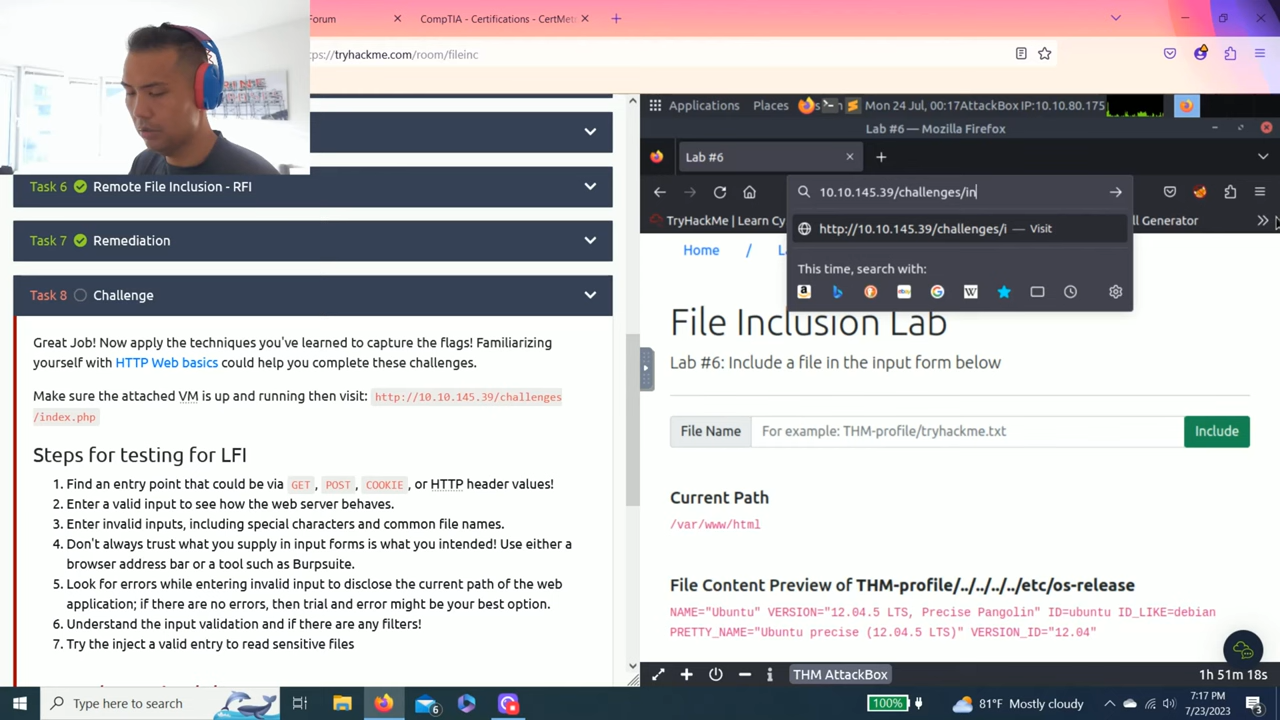 Forum
CompTIA - Certifications - CertMet
ps://tryhackme.com/room/fileinc
Task 6 Remote File Inclusion - RFI
Task 7 Remediation
Task 8 Challenge
Great Job! Now apply the techniques you've learned to capture the flags! Familiarizing
yourself with HTTP Web basics could help you complete these challenges.
Make sure the attached VM is up and running then visit: http://10.10.145.39/challenges
/index.php
Steps for testing for LFI
1. Find an entry point that could be via GET, POST, COOKIE, or HTTP header values!
2. Enter a valid input to see how the web server behaves.
3. Enter invalid inputs, including special characters and common file names.
4. Don't always trust what you supply in input forms is what you intended! Use either a
browser address bar or a tool such as Burpsuite.
5. Look for errors while entering invalid input to disclose the current path of the web
application; if there are no errors, then trial and error might be your best option.
6. Understand the input validation and if there are any filters!
7. Try the inject a valid entry to read sensitive files
Applications Places Mon 24 Jul, 00:17 AttackBox IP:10.10.80.175
Lab #6 — Mozilla Firefox
Lab #6
10.10.145.39/challenges/in
TryHackMe | Learn Cy
ll Generator
http://10.10.145.39/challenges/i — Visit
This time, search with:
Home / La
File Inclusion Lab
Lab #6: Include a file in the input form below
File Name For example: THM-profile/tryhackme.txt Include
Current Path
/var/www/html
File Content Preview of THM-profile/../../../../etc/os-release
NAME="Ubuntu" VERSION="12.04.5 LTS, Precise Pangolin" ID=ubuntu ID_LIKE=debian
PRETTY_NAME="Ubuntu precise (12.04.5 LTS)" VERSION_ID="12.04"
THM AttackBox
1h 51m 18s
Type here to search
6
100%
81°F Mostly cloudy
7:17 PM
7/23/2023
3